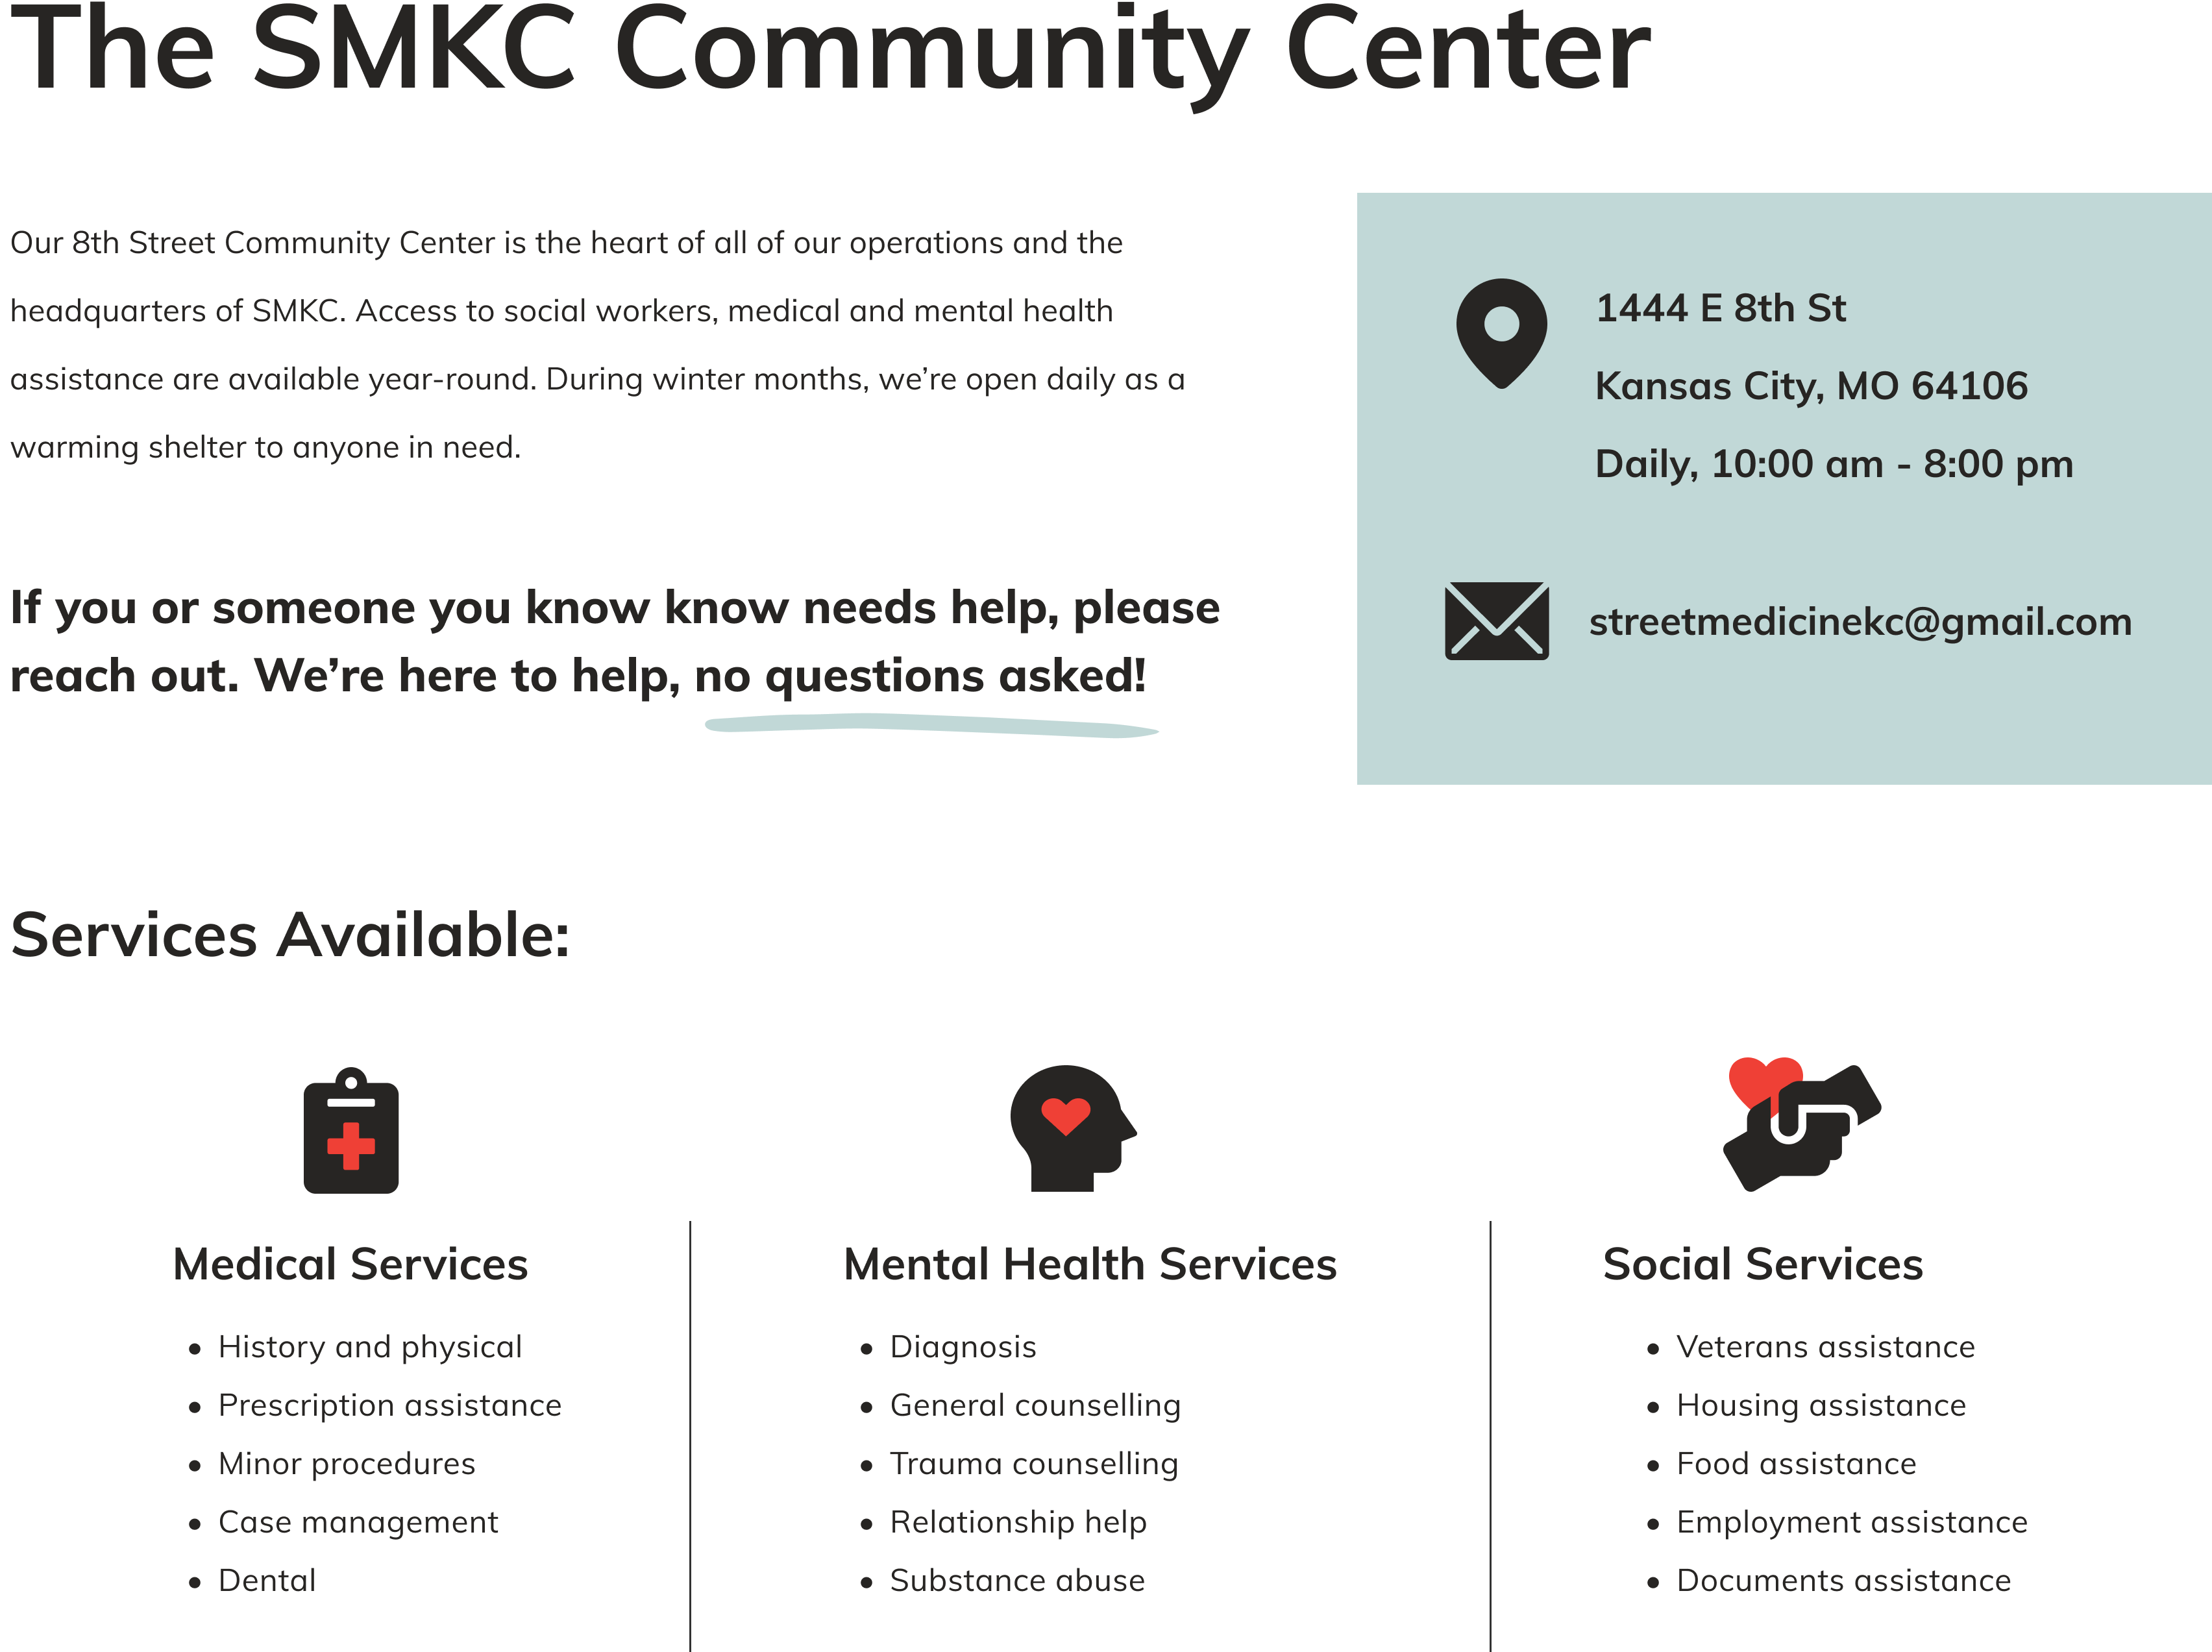 The SMKC Community Center
Our 8th Street Community Center is the heart of all of our operations and the
headquarters of SMKC. Access to social workers, medical and mental health
assistance are available year-round. During winter months, we’re open daily as a
warming shelter to anyone in need.
If you or someone you know know needs help, please
reach out. We’re here to help, no questions asked!
1444 E 8th St
Kansas City, MO 64106
Daily, 10:00 am - 8:00 pm
streetmedicinekc@gmail.com
Services Available:
Medical Services
• History and physical
• Prescription assistance
• Minor procedures
• Case management
• Dental
Mental Health Services
• Diagnosis
• General counselling
• Trauma counselling
• Relationship help
• Substance abuse
Social Services
• Veterans assistance
• Housing assistance
• Food assistance
• Employment assistance
• Documents assistance